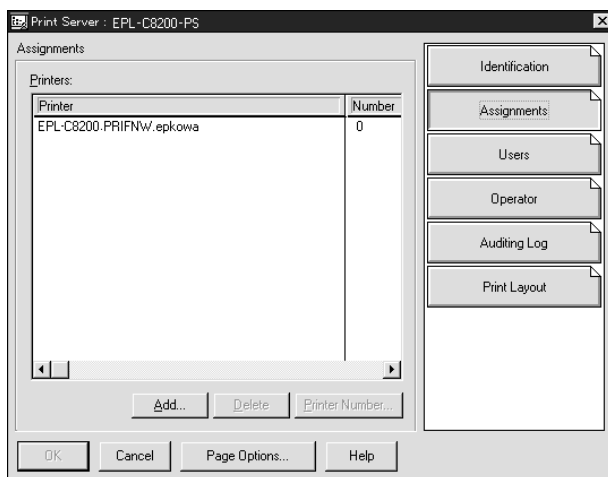 Print Server : EPL-C8200-PS
Assignments
Printers:
Printer Number
EPL-C8200.PRIFNW.epkowa 0
Add... Delete Printer Number...
OK Cancel Page Options... Help
Identification
Assignments
Users
Operator
Auditing Log
Print Layout